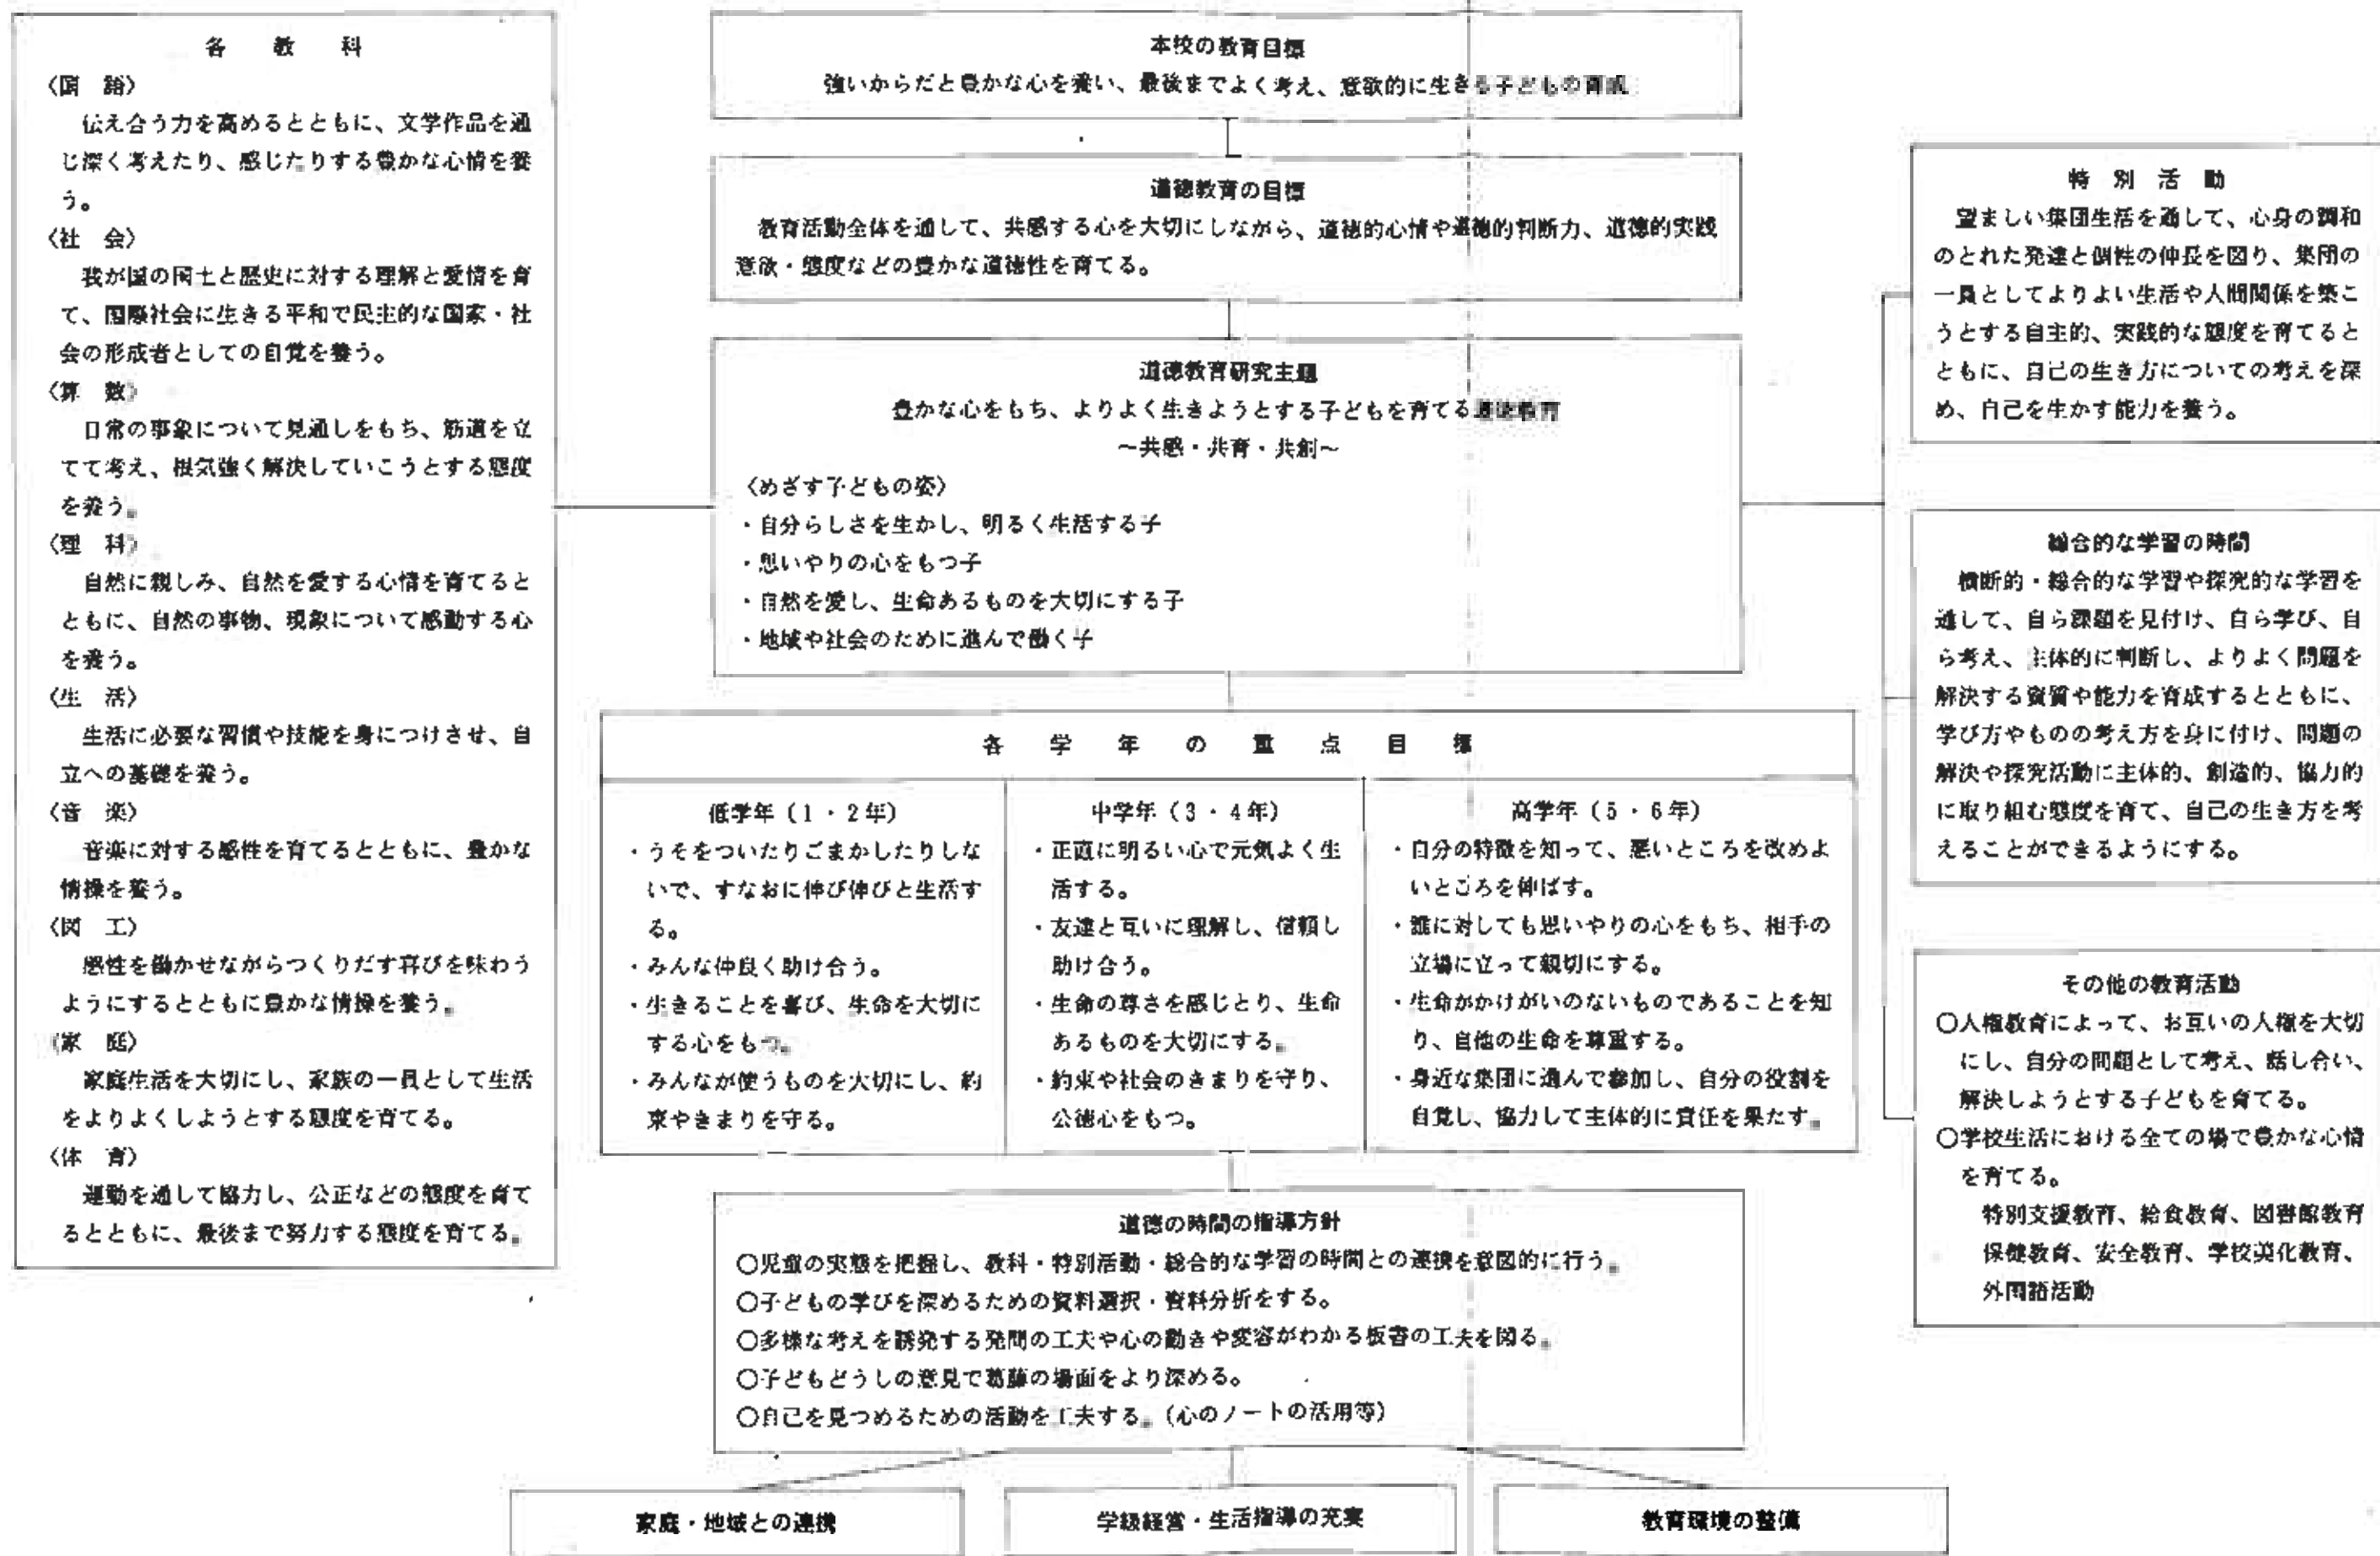 各　教　科
〈国　語〉
伝え合う力を高めるとともに、文学作品を通
じ深く考えたり、感じたりする豊かな心情を養
う。
〈社　会〉
我が国の国土と歴史に対する理解と愛情を育
て、国際社会に生きる平和で民主的な国家・社
会の形成者としての自覚を養う。
〈算　数〉
日常の事象について見通しをもち、筋道を立
てて考え、根気強く解決していこうとする態度
を養う。
〈理　科〉
自然に親しみ、自然を愛する心情を育てると
ともに、自然の事物、現象について感動する心
を養う。
〈生　活〉
生活に必要な習慣や技能を身につけさせ、自
立への基礎を養う。
〈音　楽〉
音楽に対する感性を育てるとともに、豊かな
情操を養う。
〈図　工〉
感性を働かせながらつくりだす喜びを味わう
ようにするとともに豊かな情操を養う。
〈家　庭〉
家庭生活を大切にし、家族の一員として生活
をよりよくしようとする態度を育てる。
〈体　育〉
運動を通して協力し、公正などの態度を育て
るとともに、最後まで努力する態度を育てる。
本校の教育目標
強いからだと豊かな心を養い、最後までよく考え、意欲的に生きる子どもの育成
道徳教育の目標
教育活動全体を通して、共感する心を大切にしながら、道徳的心情や道徳的判断力、道徳的実践
意欲・態度などの豊かな道徳性を育てる。
道徳教育研究主題
豊かな心をもち、よりよく生きようとする子どもを育てる道徳教育
～共感・共育・共創～
〈めざす子どもの姿〉
・自分らしさを生かし、明るく生活する子
・思いやりの心をもつ子
・自然を愛し、生命あるものを大切にする子
・地域や社会のために進んで働く子
各　学　年　の　重　点　目　標
低学年（1・2年）
・うそをついたりごまかしたりしな
いで、すなおに伸び伸びと生活す
る。
・みんな仲良く助け合う。
・生きることを喜び、生命を大切に
する心をもつ。
・みんなが使うものを大切にし、約
束やきまりを守る。
中学年（3・4年）
・正直に明るい心で元気よく生
活する。
・友達と互いに理解し、信頼し
助け合う。
・生命の尊さを感じとり、生命
あるものを大切にする。
・約束や社会のきまりを守り、
公徳心をもつ。
高学年（5・6年）
・自分の特徴を知って、悪いところを改めよ
いところを伸ばす。
・誰に対しても思いやりの心をもち、相手の
立場に立って親切にする。
・生命がかけがいのないものであることを知
り、自他の生命を尊重する。
・身近な集団に進んで参加し、自分の役割を
自覚し、協力して主体的に責任を果たす。
道徳の時間の指導方針
〇児童の実態を把握し、教科・特別活動・総合的な学習の時間との連携を意図的に行う。
〇子どもの学びを深めるための資料選択・資料分析をする。
〇多様な考えを誘発する発問の工夫や心の動きや変容がわかる板書の工夫を図る。
〇子どもどうしの意見で葛藤の場面をより深める。
〇自己を見つめるための活動を工夫する。（心のノートの活用等）
家庭・地域との連携
学級経営・生活指導の充実
教育環境の整備
特　別　活　動
望ましい集団生活を通して、心身の調和
のとれた発達と個性の伸長を図り、集団の
一員としてよりよい生活や人間関係を築こ
うとする自主的、実践的な態度を育てると
ともに、自己の生き方についての考えを深
め、自己を生かす能力を養う。
総合的な学習の時間
横断的・総合的な学習や探究的な学習を
通して、自ら課題を見付け、自ら学び、自
ら考え、主体的に判断し、よりよく問題を
解決する資質や能力を育成するとともに、
学び方やものの考え方を身に付け、問題の
解決や探究活動に主体的、創造的、協力的
に取り組む態度を育て、自己の生き方を考
えることができるようにする。
その他の教育活動
〇人権教育によって、お互いの人権を大切
にし、自分の問題として考え、話し合い、
解決しようとする子どもを育てる。
〇学校生活における全ての場で豊かな心情
を育てる。
特別支援教育、給食教育、図書館教育
保健教育、安全教育、学校美化教育、
外国語活動